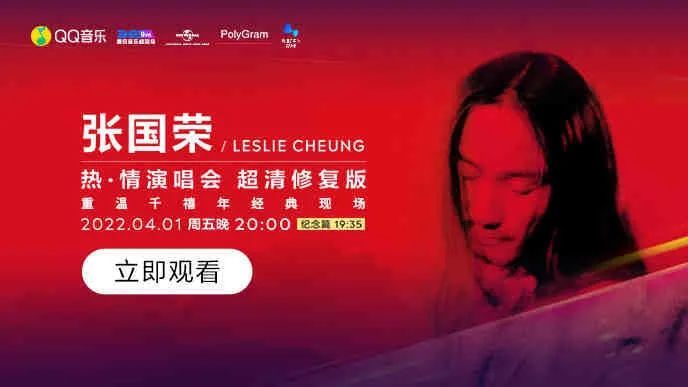 QQ音乐
live
PolyGram
张国荣 / LESLIE CHEUNG
热·情演唱会 超清修复版
重温千禧年经典现场
2022.04.01 周五晚 20:00 纪念篇 19:35
立即观看